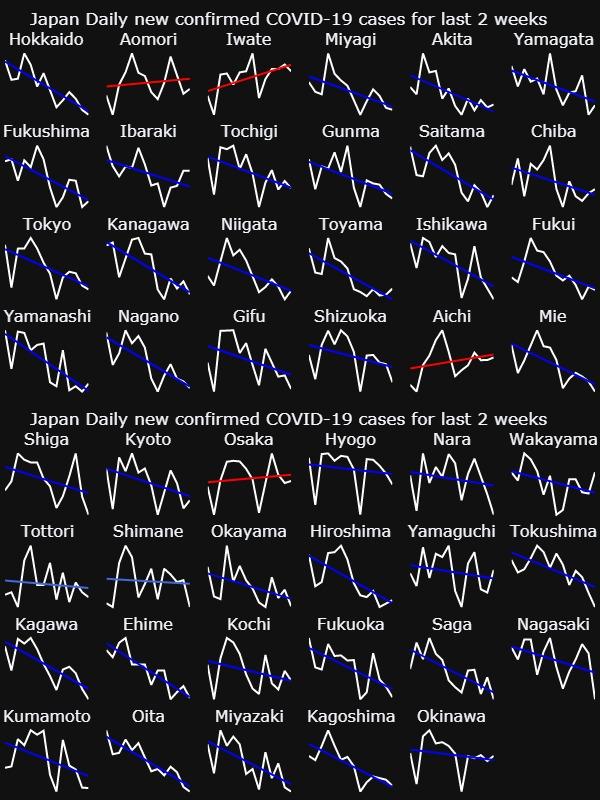 Japan Daily new confirmed COVID-19 cases for last 2 weeks
Hokkaido Aomori Iwate Miyagi Akita Yamagata
Fukushima Ibaraki Tochigi Gunma Saitama Chiba
Tokyo Kanagawa Niigata Toyama Ishikawa Fukui
Yamanashi Nagano Gifu Shizuoka Aichi Mie
Japan Daily new confirmed COVID-19 cases for last 2 weeks
Shiga Kyoto Osaka Hyogo Nara Wakayama
Tottori Shimane Okayama Hiroshima Yamaguchi Tokushima
Kagawa Ehime Kochi Fukuoka Saga Nagasaki
Kumamoto Oita Miyazaki Kagoshima Okinawa